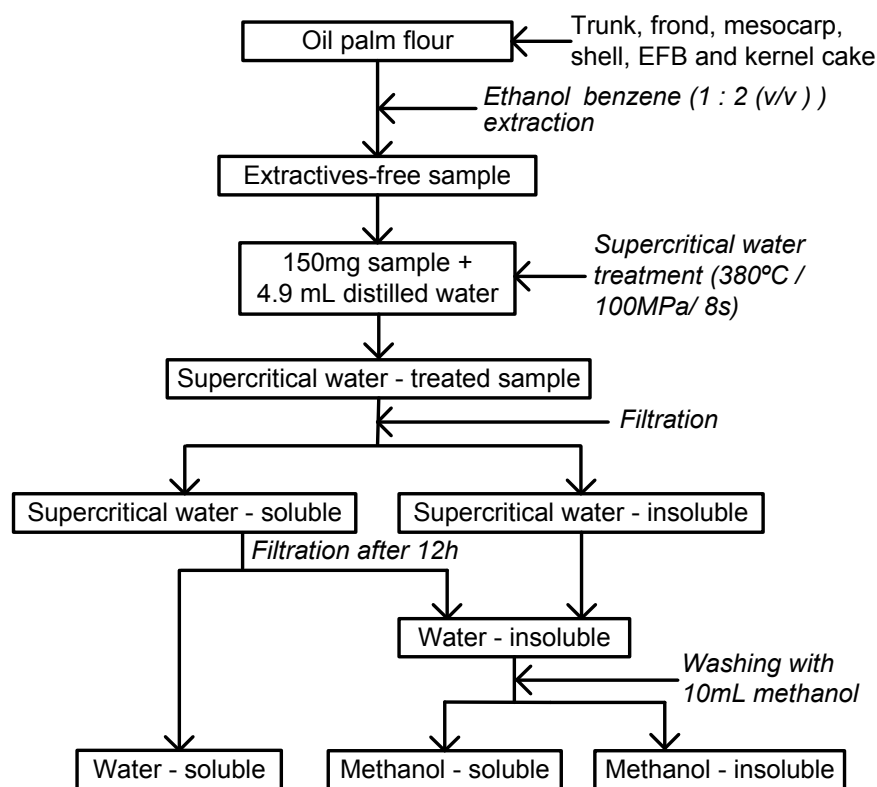 Oil palm flour
Trunk, frond, mesocarp,
shell, EFB and kernel cake
Ethanol benzene (1 : 2 (v/v ) )
extraction
Extractives-free sample
150mg sample +
4.9 mL distilled water
Supercritical water
treatment (380ºC /
100MPa/ 8s)
Supercritical water - treated sample
Filtration
Supercritical water - soluble
Supercritical water - insoluble
Filtration after 12h
Water - insoluble
Washing with
10mL methanol
Water - soluble
Methanol - soluble
Methanol - insoluble